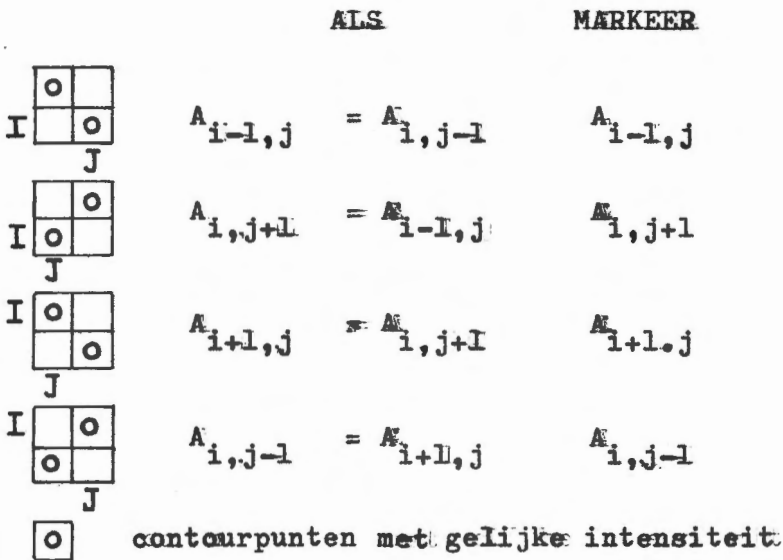 ALS MARKEER
I A i-1,j = A i,j-1 A i-1,j
J
I A i,j+1 = A i-1,j A i,j+1
J
I A i+1,j = A i,j+1 A i+1.j
J
I A i,j-1 = A i+1,j A i,j-1
J
contourpunten met gelijke intensiteit